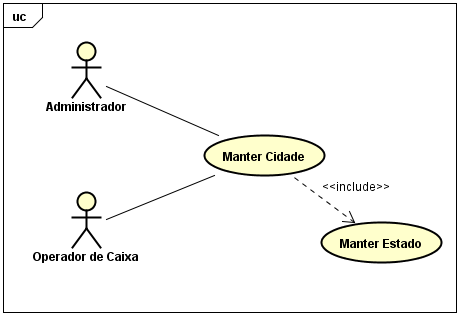 uc
Administrador
Manter Cidade
<<include>>
Manter Estado
Operador de Caixa